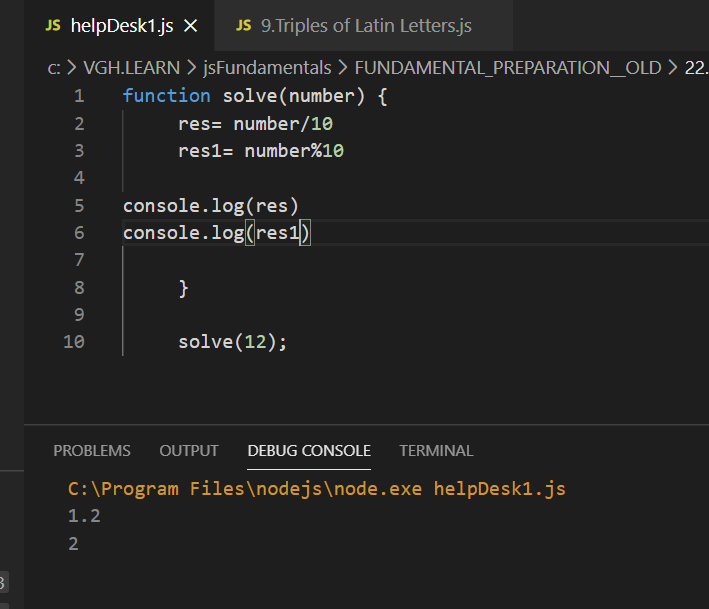 JS helpDesk1.js × JS 9.Triples of Latin Letters.js
c: > VGH.LEARN > jsFundamentals > FUNDAMENTAL_PREPARATION__OLD > 22.
1 function solve(number) {
2 res= number/10
3 res1= number%10
4
5 console.log(res)
6 console.log(res1)
7
8 }
9
10 solve(12);
PROBLEMS OUTPUT DEBUG CONSOLE TERMINAL
C:\Program Files\nodejs\node.exe helpDesk1.js
1.2
2